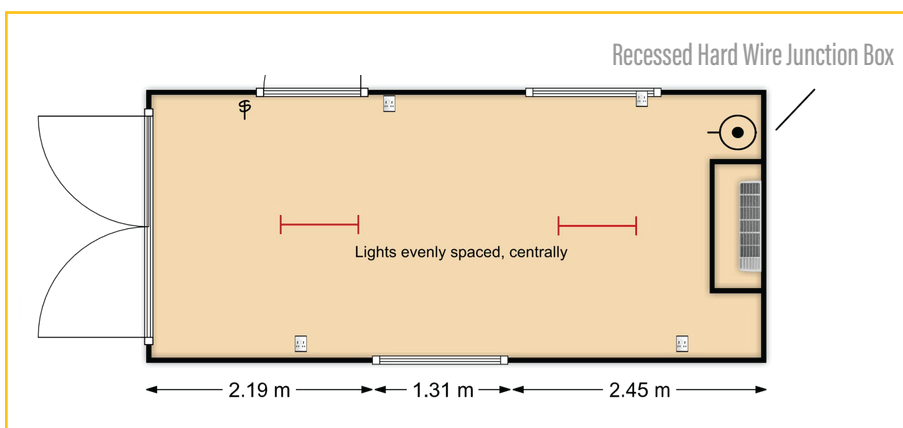 Recessed Hard Wire Junction Box
Lights evenly spaced, centrally
2.19 m
1.31 m
2.45 m